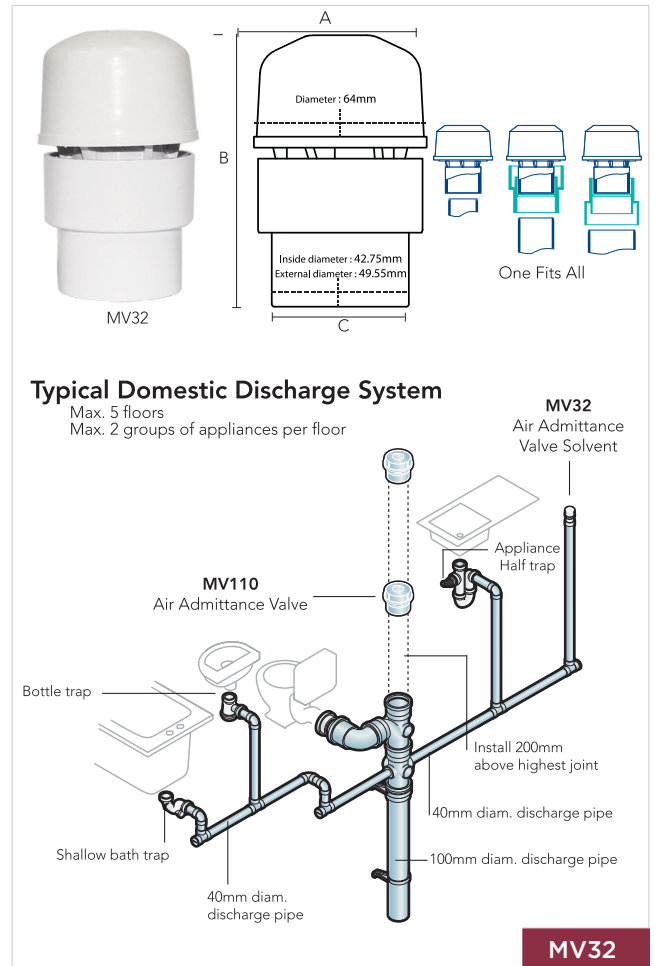 A
Diameter : 64mm
B
Inside diameter : 42.75mm
External diameter : 49.55mm
C
MV32
One Fits All
Typical Domestic Discharge System
Max. 5 floors
Max. 2 groups of appliances per floor
MV32
Air Admittance
Valve Solvent
Appliance
Half trap
MV110
Air Admittance Valve
Bottle trap
Install 200mm
above highest joint
40mm diam. discharge pipe
Shallow bath trap
100mm diam. discharge pipe
40mm diam.
discharge pipe
MV32